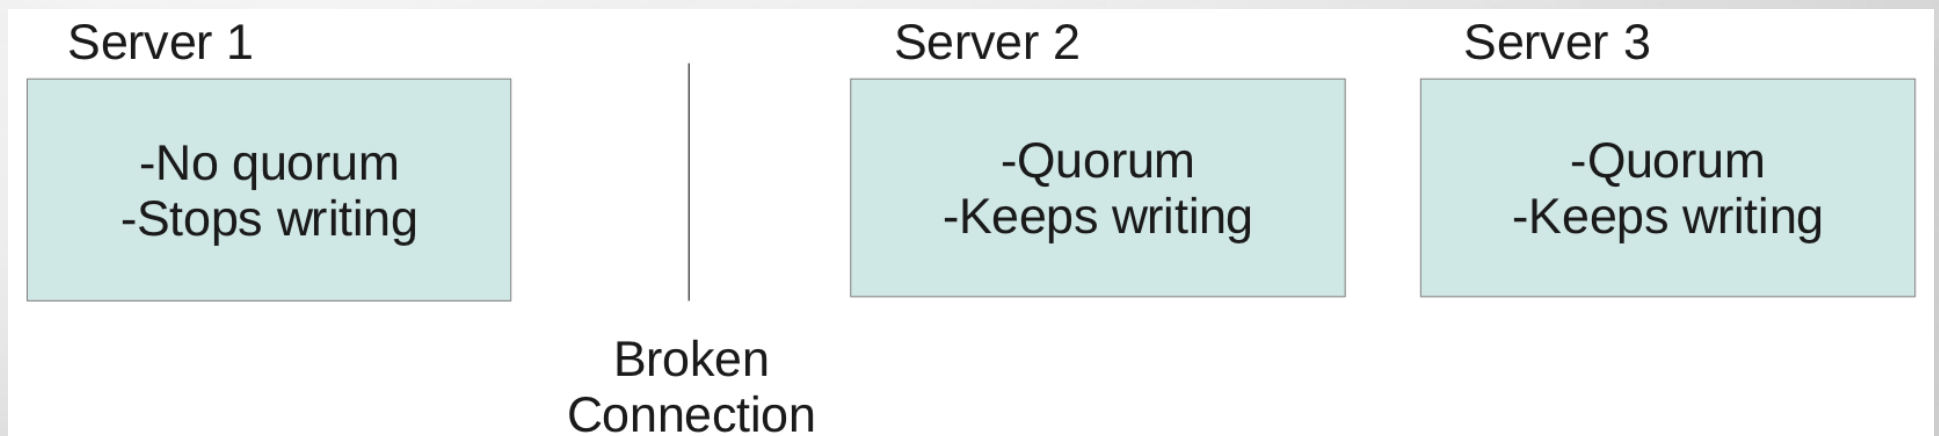 Server 1
-No quorum
-Stops writing
Broken
Connection
Server 2
-Quorum
-Keeps writing
Server 3
-Quorum
-Keeps writing